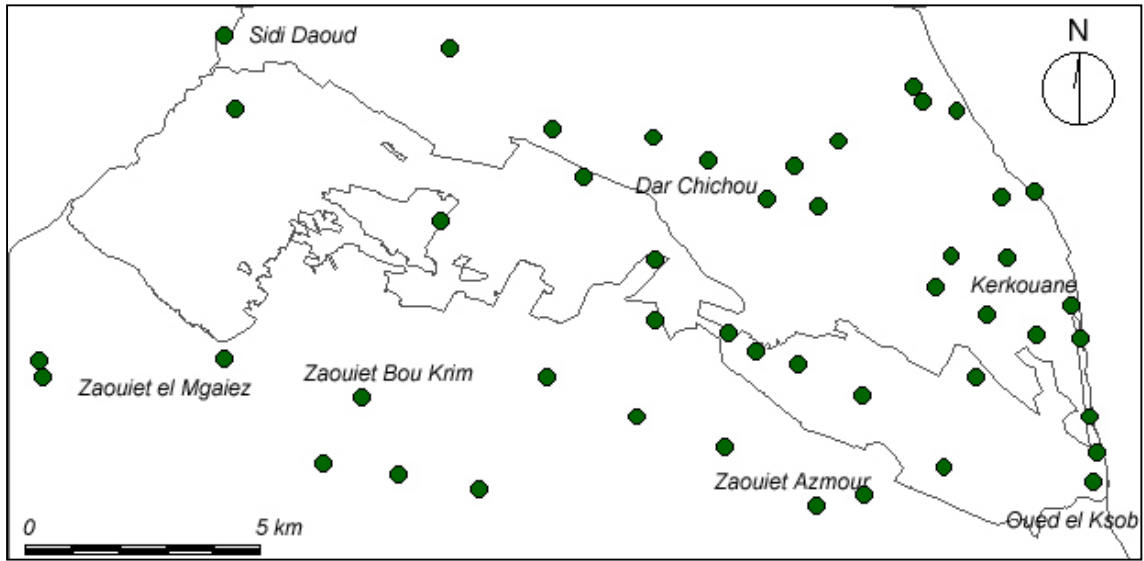 Sidi Daoud
N
Dar Chichou
Kerkouane
Zaouiet el Mgaiez
Zaouiet Bou Krim
Zaouiet Azmour
Oued el Ksob
0 5 km